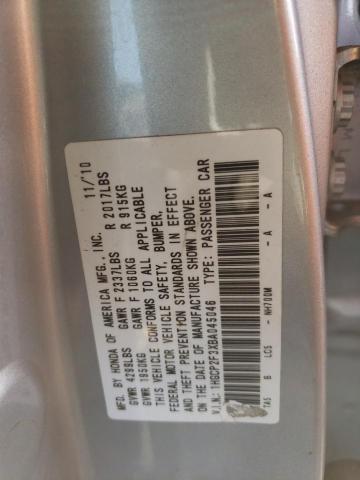 MFD. BY HONDA OF AMERICA MFG., INC. 11/'10
GVWR 4299LBS GAWR F 2337LBS R 2017LBS
GVWR 1950KG GAWR F 1060KG R 915KG
THIS VEHICLE CONFORMS TO ALL APPLICABLE
FEDERAL MOTOR VEHICLE SAFETY, BUMPER,
AND THEFT PREVENTION STANDARDS IN EFFECT
ON THE DATE OF MANUFACTURE SHOWN ABOVE.
V.I.N.: 1HGCP2F3XBA045046 TYPE: PASSENGER CAR
TA5 B LC5 - NH700M - A - A